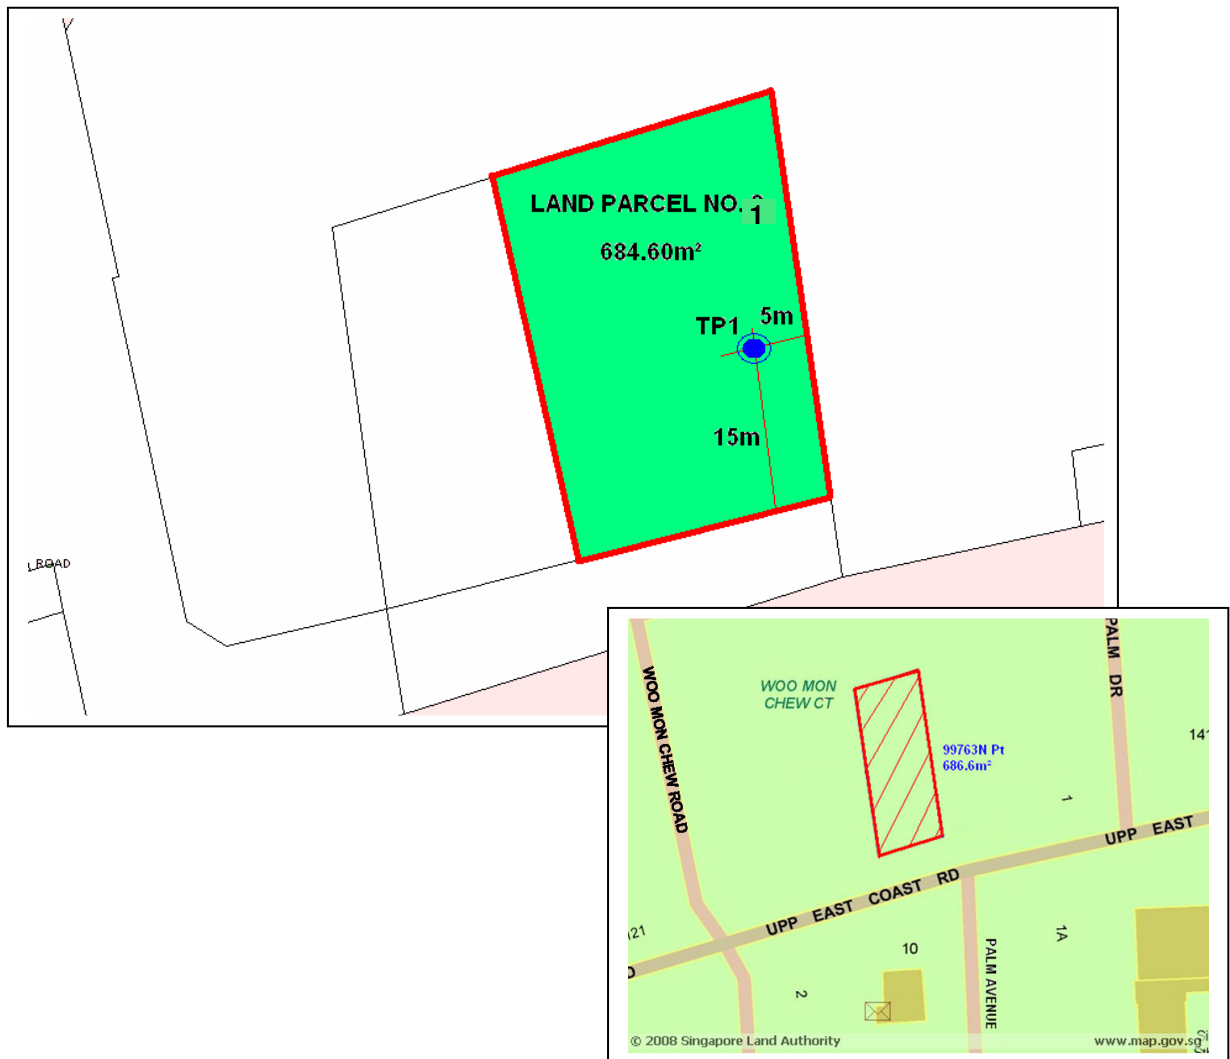 LAND PARCEL NO.
1
684.60m²
TP1
5m
15m
ROAD
WOO MON
CHEW CT
PALM DR
WOO MON CHEW ROAD
99763N Pt
686.6m²
141
1
UPP EAST
UPP EAST COAST RD
121
D
10
1A
2
PALM AVENUE
© 2008 Singapore Land Authority
www.map.gov.sg